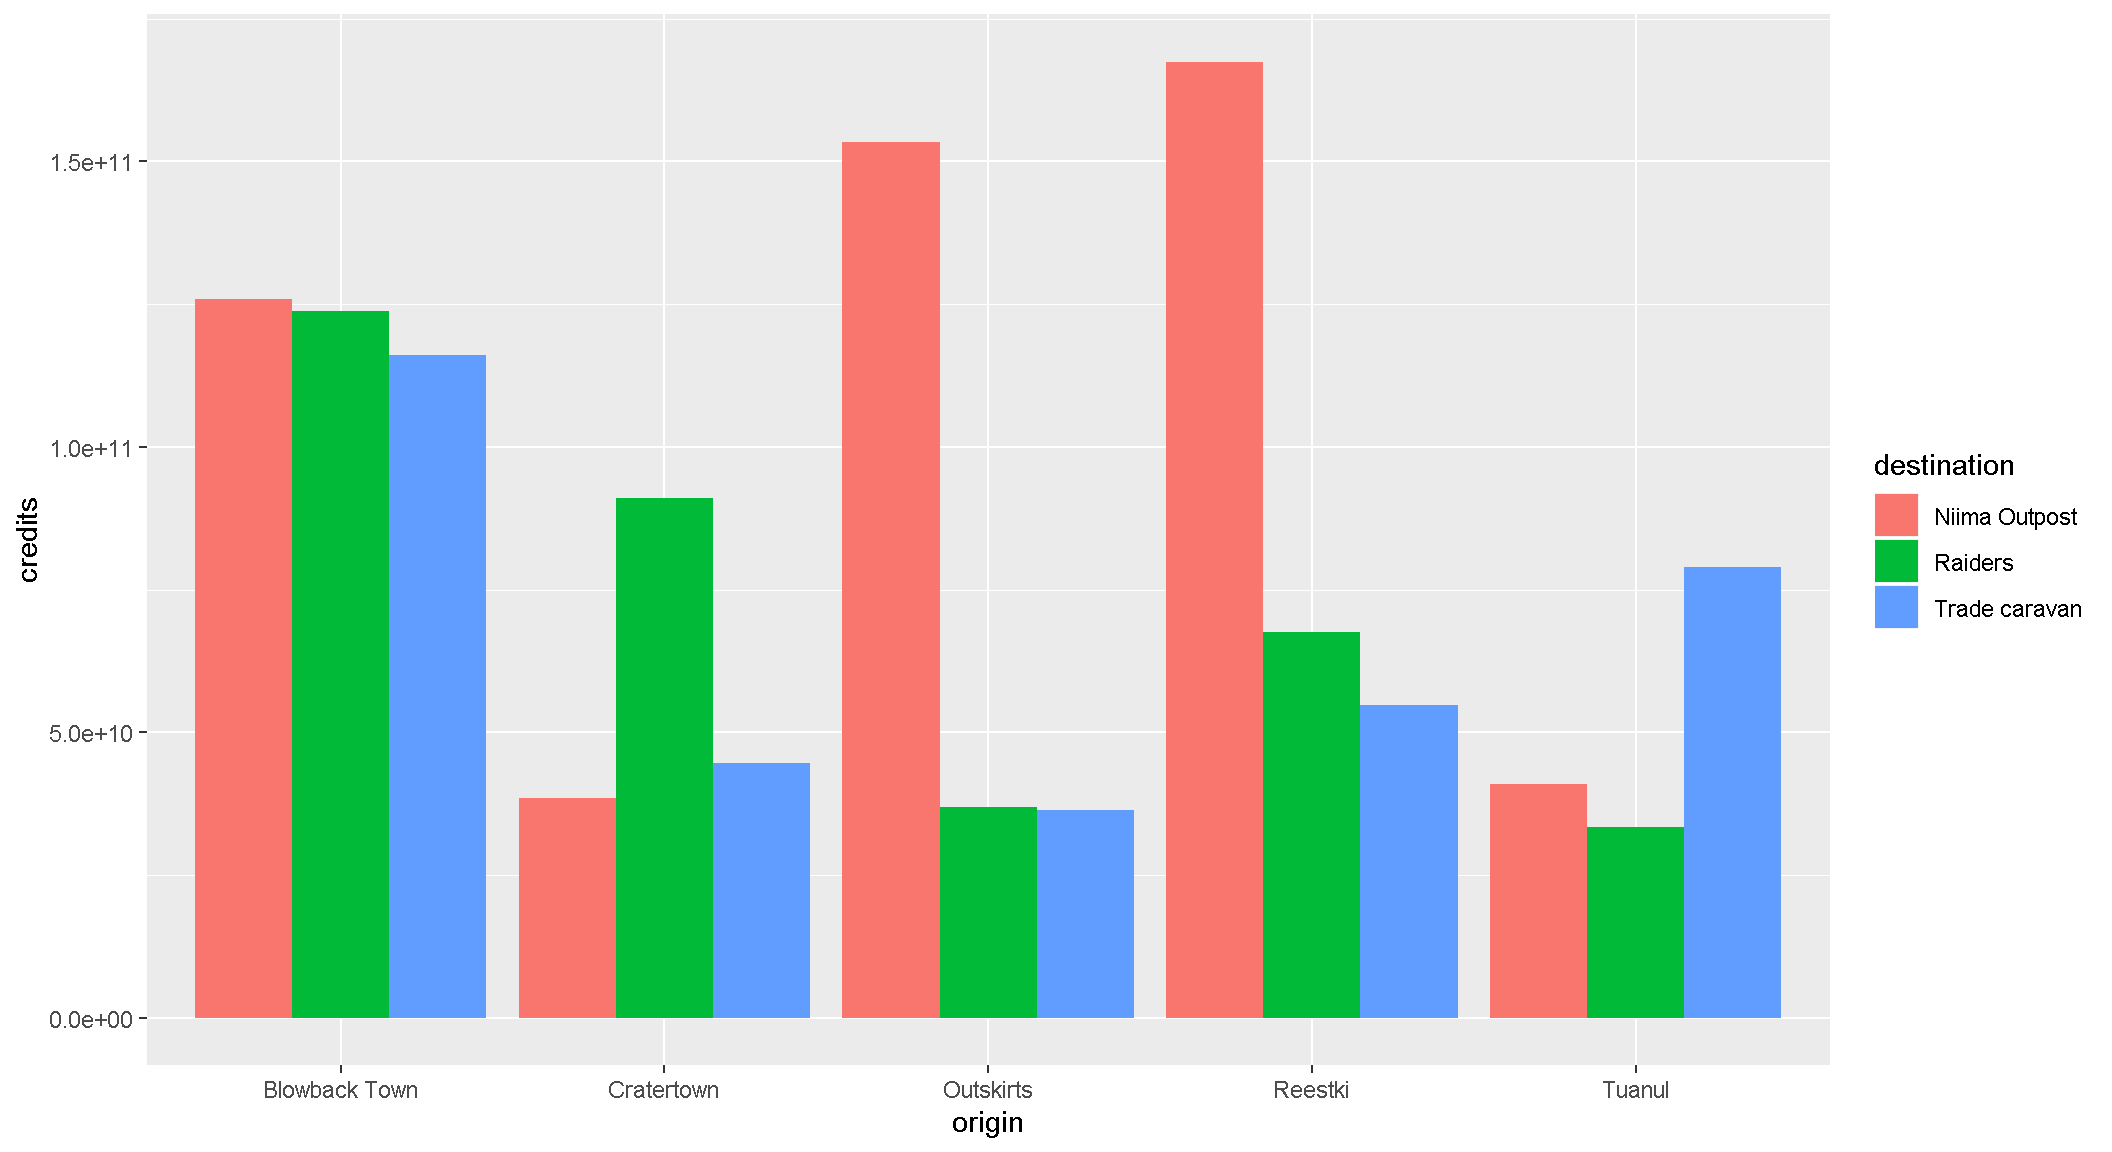 credits
1.5e+11
1.0e+11
5.0e+10
0.0e+00
Blowback Town
Cratertown
Outskirts
Reestki
Tuanul
origin
destination
Niima Outpost
Raiders
Trade caravan